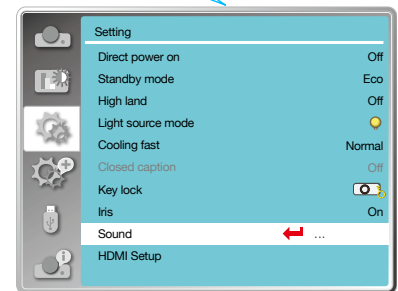 Setting
Direct power on Off
Standby mode Eco
High land Off
Light source mode
Cooling fast Normal
Closed caption Off
Key lock
Iris On
Sound ...
HDMI Setup